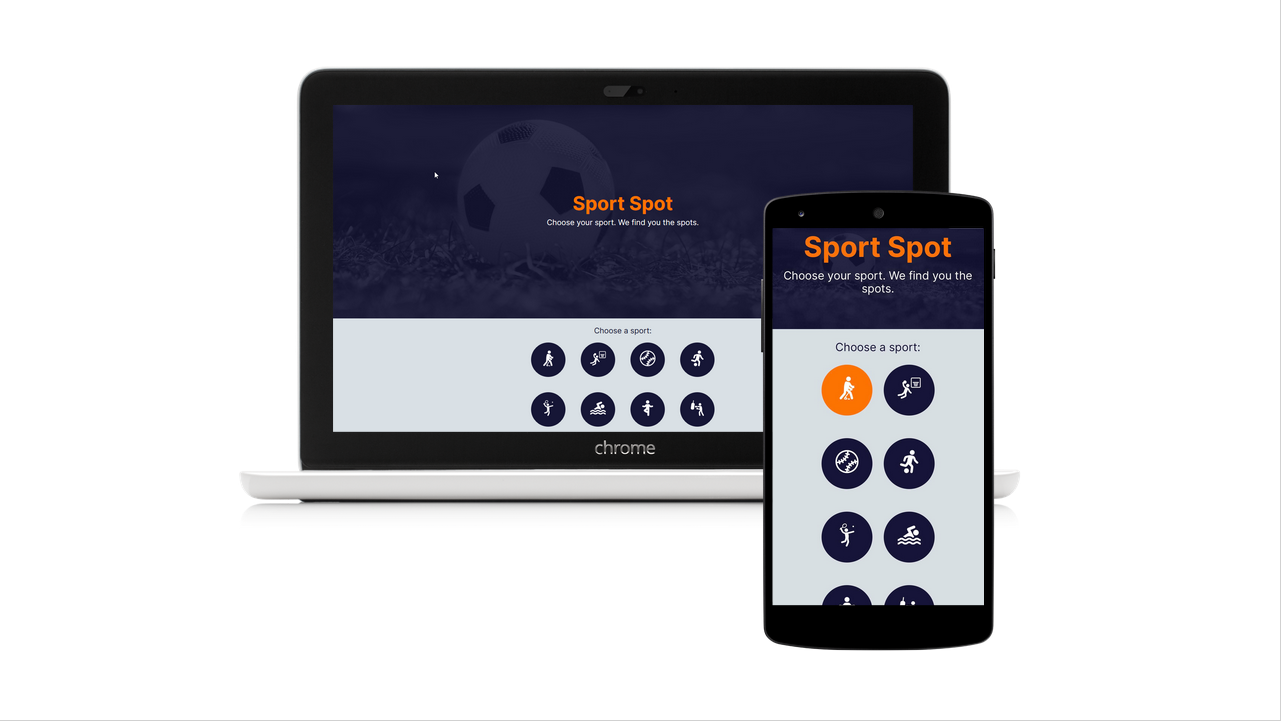 Sport Spot
Choose your sport. We find you the spots.
Choose a sport:
chrome
Sport Spot
Choose your sport. We find you the
spots.
Choose a sport: